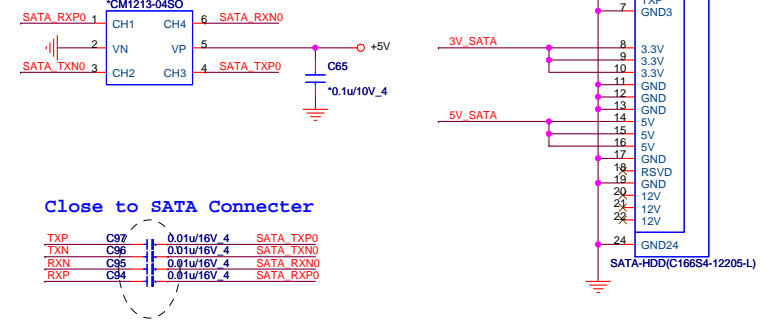 *CM1213-04SO
SATA_RXP0 1 CH1 CH4 6 SATA_RXN0
2 VN VP 5 +5V
SATA_TXN0 3 CH2 CH3 4 SATA_TXP0
C65
*0.1u/10V_4
7 GND3
3V_SATA 8 3.3V
9 3.3V
10 3.3V
11 GND
12 GND
13 GND
5V_SATA 14 5V
15 5V
16 5V
17 GND
18 RSVD
19 GND
20 12V
21 12V
22 12V
24 GND24
SATA-HDD(C166S4-12205-L)
Close to SATA Connecter
TXP C97 0.01u/16V_4 SATA_TXP0
TXN C96 0.01u/16V_4 SATA_TXN0
RXN C95 0.01u/16V_4 SATA_RXN0
RXP C94 0.01u/16V_4 SATA_RXP0